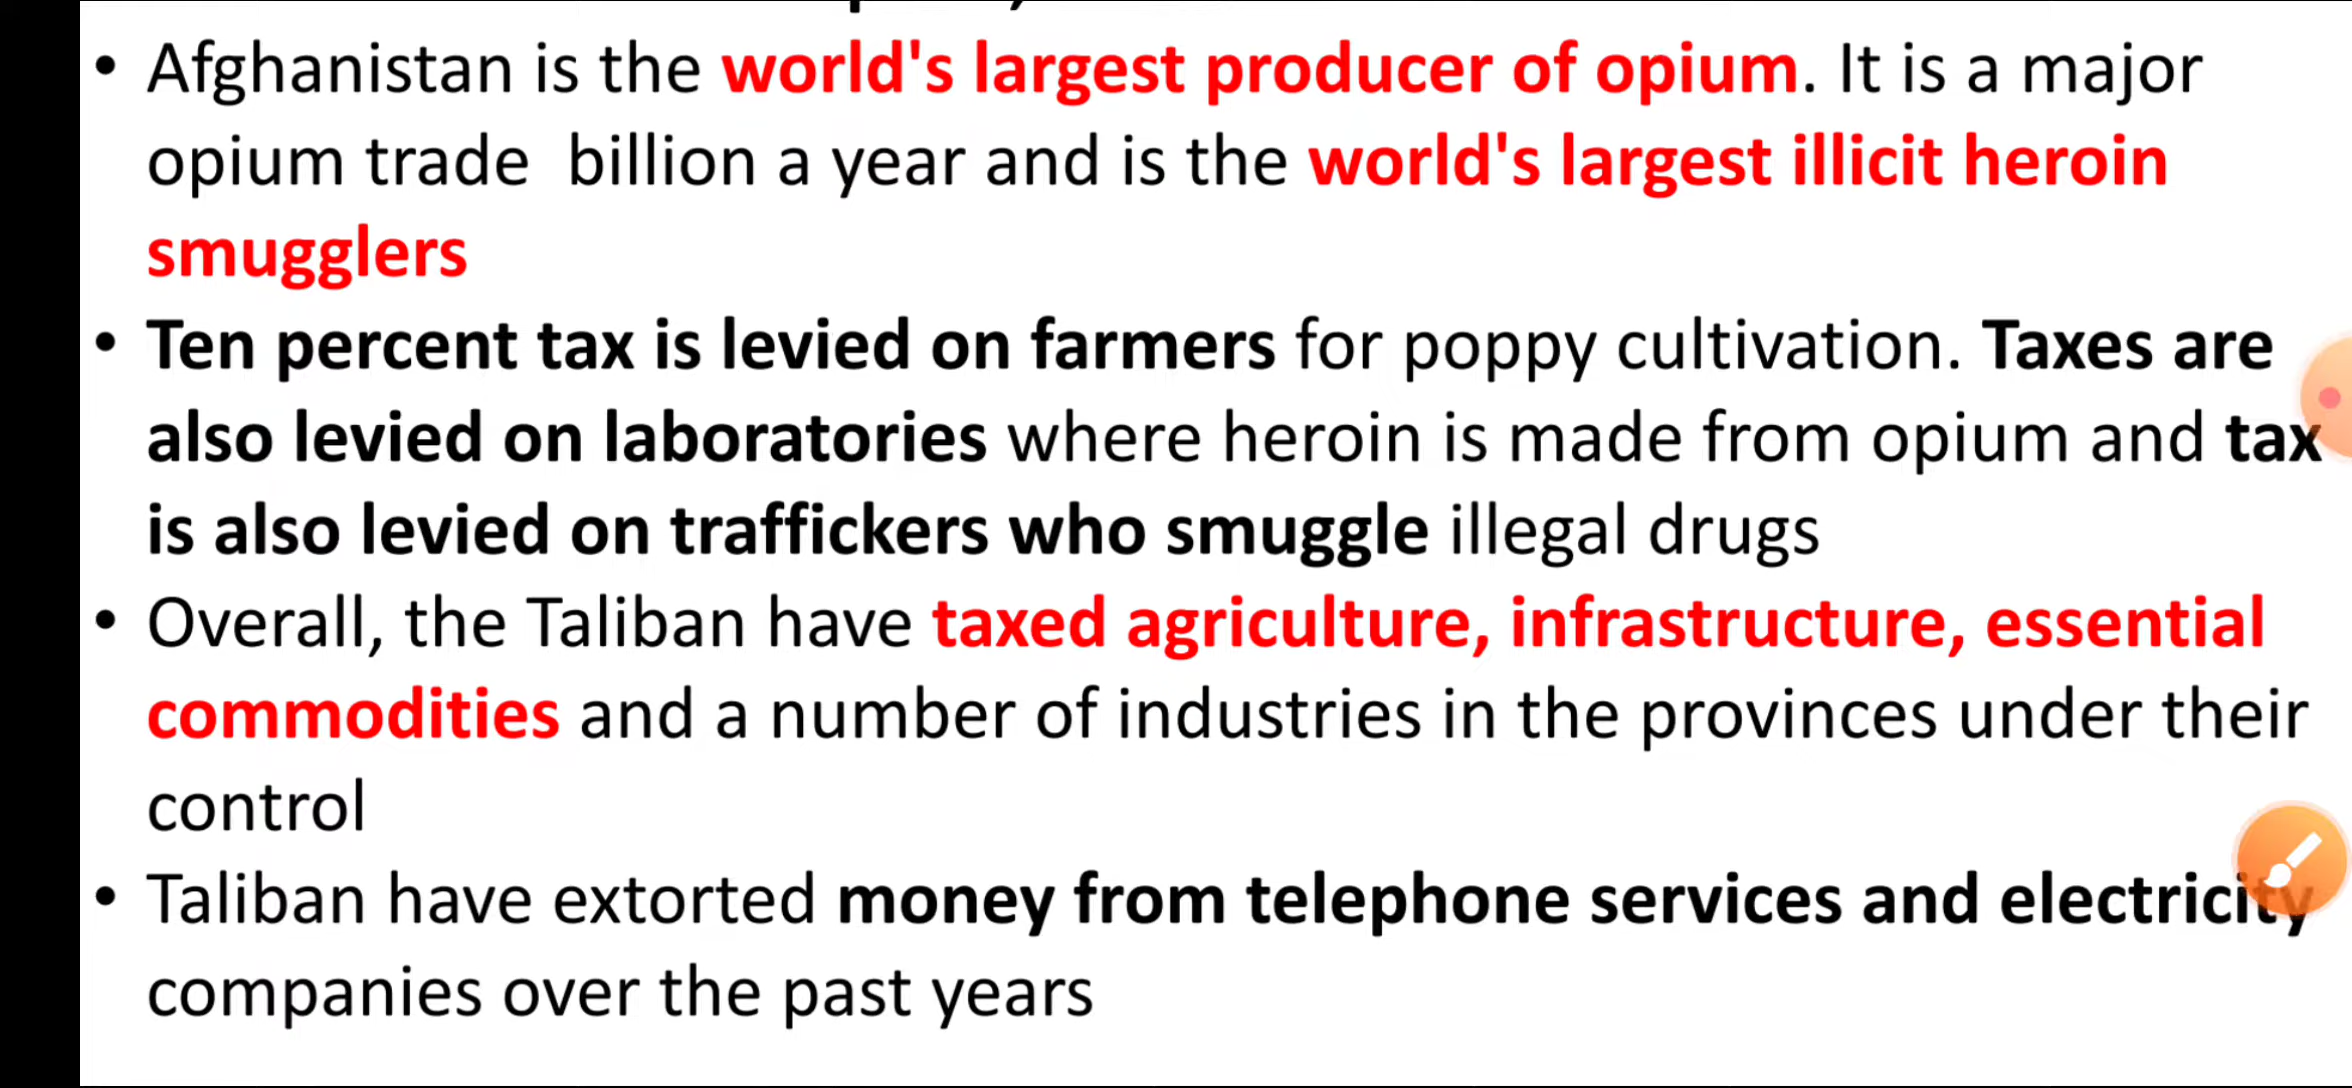 • Afghanistan is the world's largest producer of opium. It is a major
opium trade  billion a year and is the world's largest illicit heroin
smugglers
• Ten percent tax is levied on farmers for poppy cultivation. Taxes are
also levied on laboratories where heroin is made from opium and tax
is also levied on traffickers who smuggle illegal drugs
• Overall, the Taliban have taxed agriculture, infrastructure, essential
commodities and a number of industries in the provinces under their
control
• Taliban have extorted money from telephone services and electricity
companies over the past years